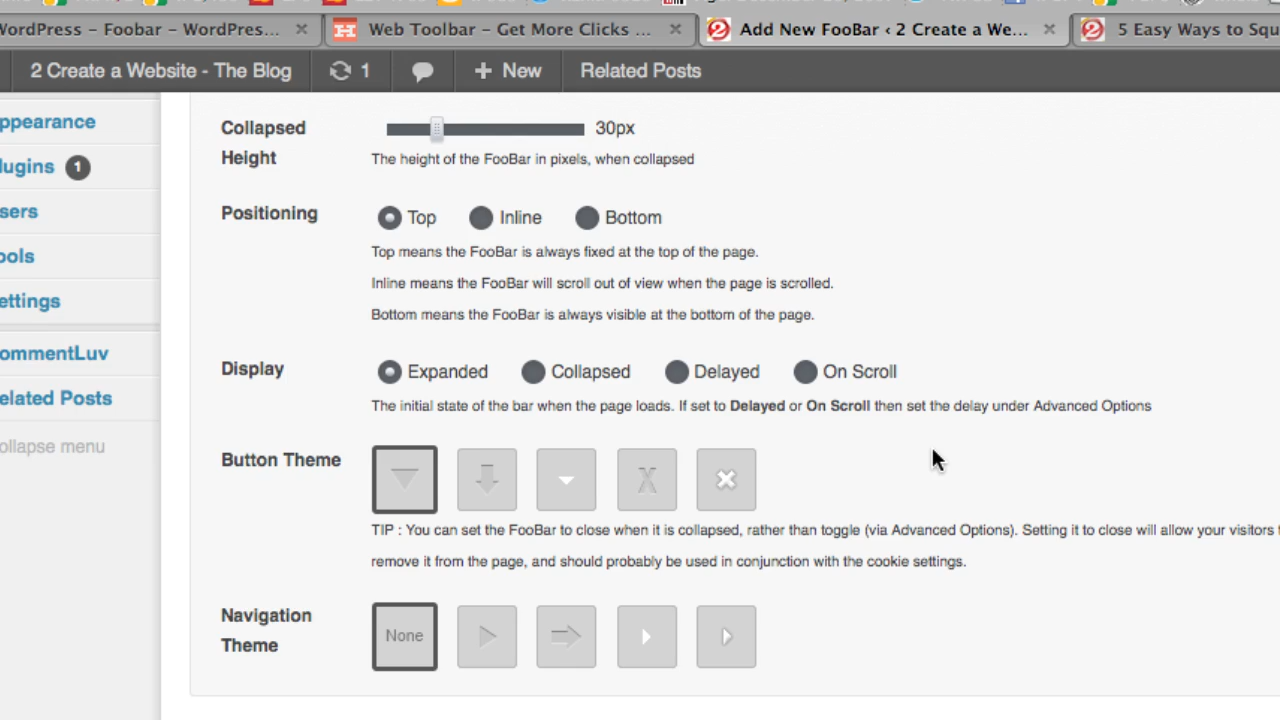 WordPress – Foobar – WordPres...
Web Toolbar – Get More Clicks ...
Add New FooBar ‹ 2 Create a We...
5 Easy Ways to Squ
2 Create a Website - The Blog
1
+ New
Related Posts
ppearance
lugins 1
sers
ools
ettings
ommentLuv
elated Posts
ollapse menu
Collapsed
Height
30px
The height of the FooBar in pixels, when collapsed
Positioning
Top
Inline
Bottom
Top means the FooBar is always fixed at the top of the page.
Inline means the FooBar will scroll out of view when the page is scrolled.
Bottom means the FooBar is always visible at the bottom of the page.
Display
Expanded
Collapsed
Delayed
On Scroll
The initial state of the bar when the page loads. If set to Delayed or On Scroll then set the delay under Advanced Options
Button Theme
TIP : You can set the FooBar to close when it is collapsed, rather than toggle (via Advanced Options). Setting it to close will allow your visitors
remove it from the page, and should probably be used in conjunction with the cookie settings.
Navigation
Theme
None